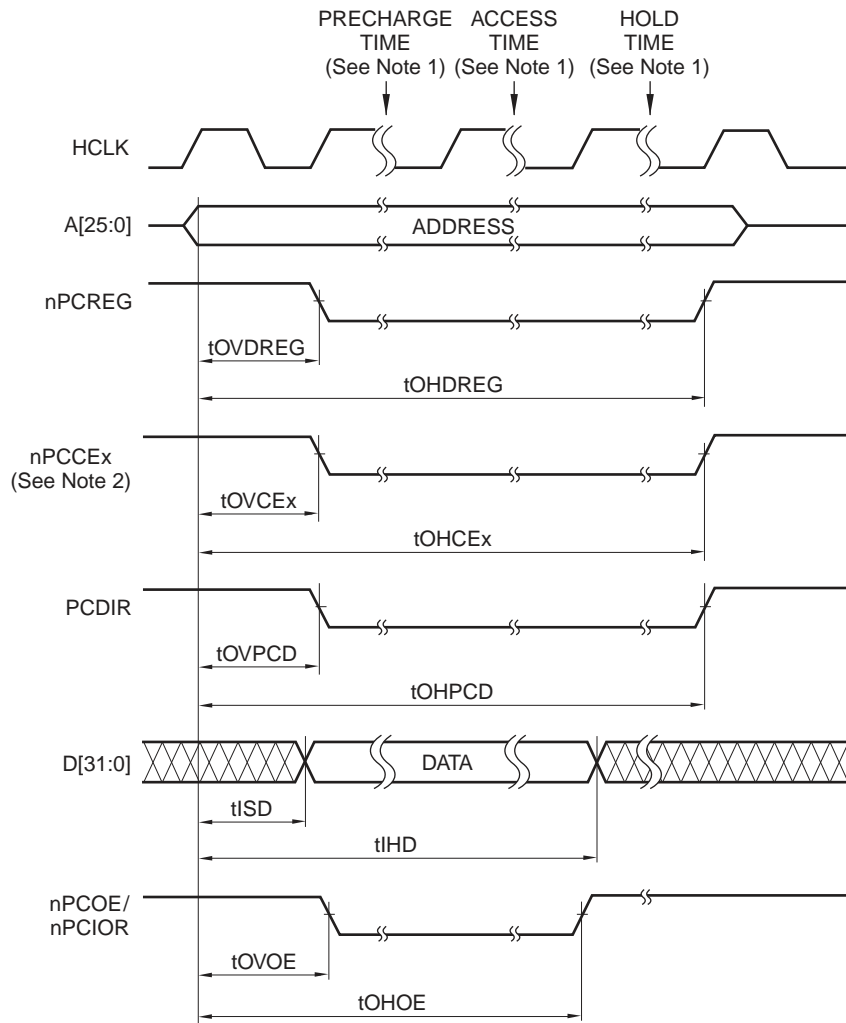 PRECHARGE TIME (See Note 1)
ACCESS TIME (See Note 1)
HOLD TIME (See Note 1)
HCLK
A[25:0]
ADDRESS
nPCREG
tOVDREG
tOHDREG
nPCCEx
(See Note 2)
tOVCEx
tOHCEx
PCDIR
tOVPCD
tOHPCD
D[31:0]
DATA
tISD
tIHD
nPCOE/
nPCIOR
tOVOE
tOHOE